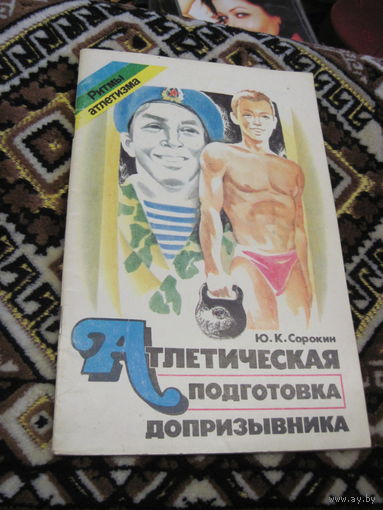 Ритмы
атлетизма
Ю. К. Сорокин
Атлетическая
подготовка
допризывника
www.ay.by